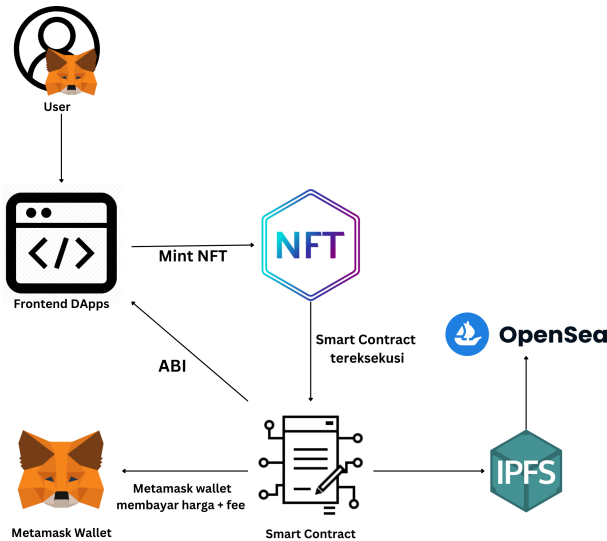 User
</>
Frontend DApps
Mint NFT
NFT
Smart Contract
tereksekusi
OpenSea
ABI
Metamask Wallet
Metamask wallet
membayar harga + fee
Smart Contract
IPFS